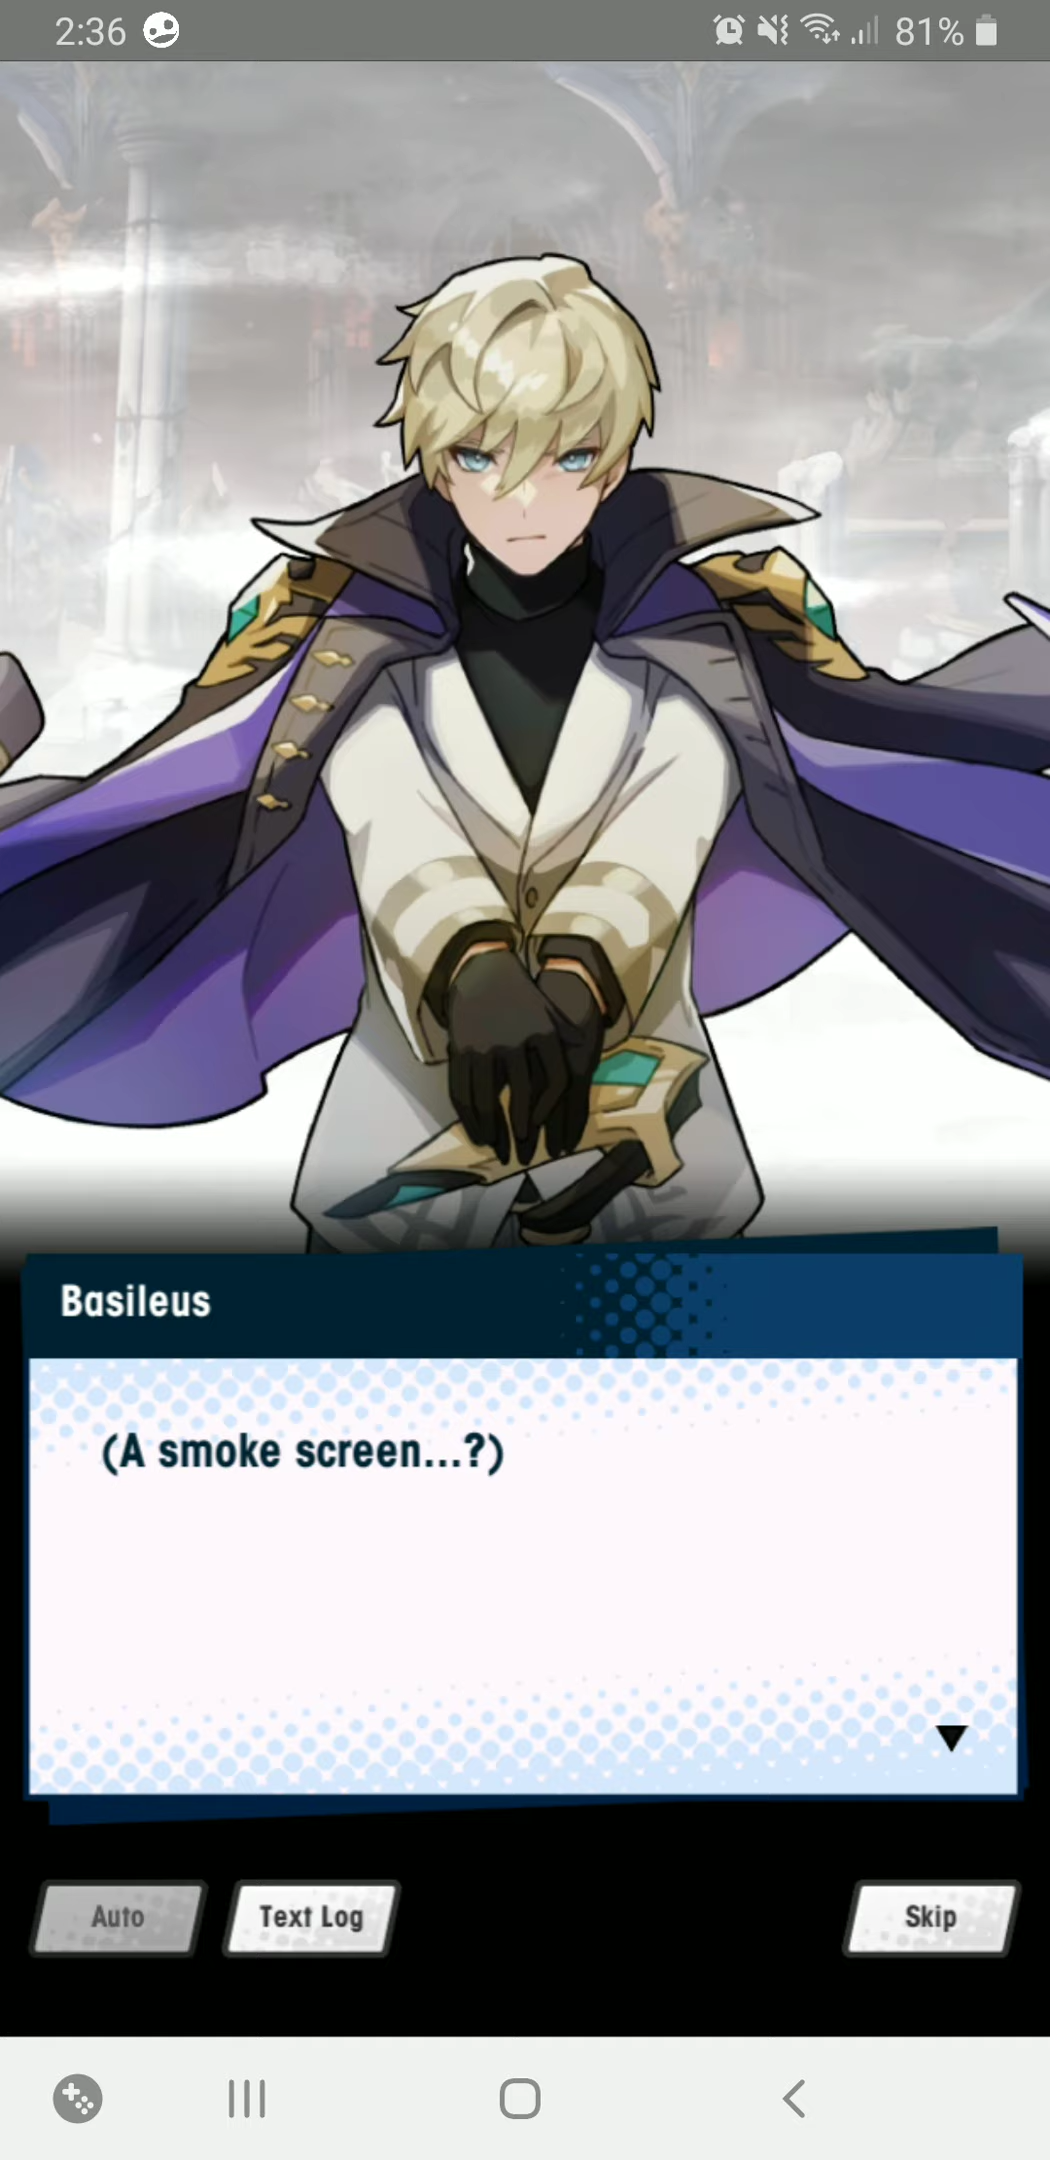 2:36
81%
Basileus
(A smoke screen...?)
Auto
Text Log
Skip